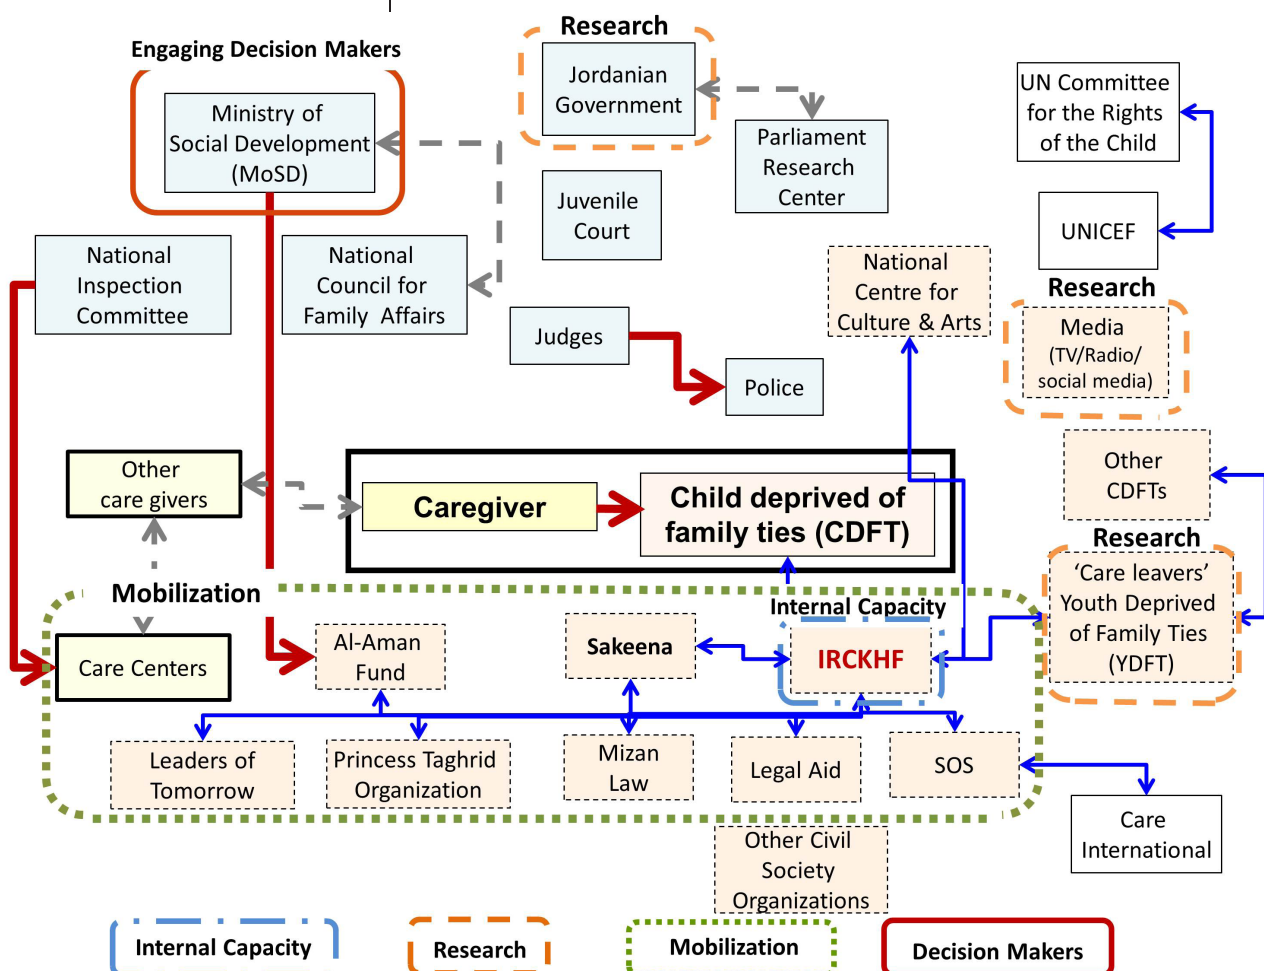 Research
Engaging Decision Makers
Jordanian
Government
Ministry of
Social Development
(MoSD)
Parliament
Research
Center
UN Committee
for the Rights
of the Child
Juvenile
Court
UNICEF
National
Inspection
Committee
National
Council for
Family Affairs
National
Centre for
Culture & Arts
Research
Media
(TV/Radio/
social media)
Judges
Police
Other
care givers
Caregiver
Child deprived of
family ties (CDFT)
Other
CDFTs
Research
'Care leavers'
Youth Deprived
of Family Ties
(YDFT)
Mobilization
Internal Capacity
Care Centers
Al-Aman
Fund
Sakeena
IRCKHF
Leaders of
Tomorrow
Princess Taghrid
Organization
Mizan
Law
Legal Aid
SOS
Care
International
Other Civil
Society
Organizations
Internal Capacity
Research
Mobilization
Decision Makers